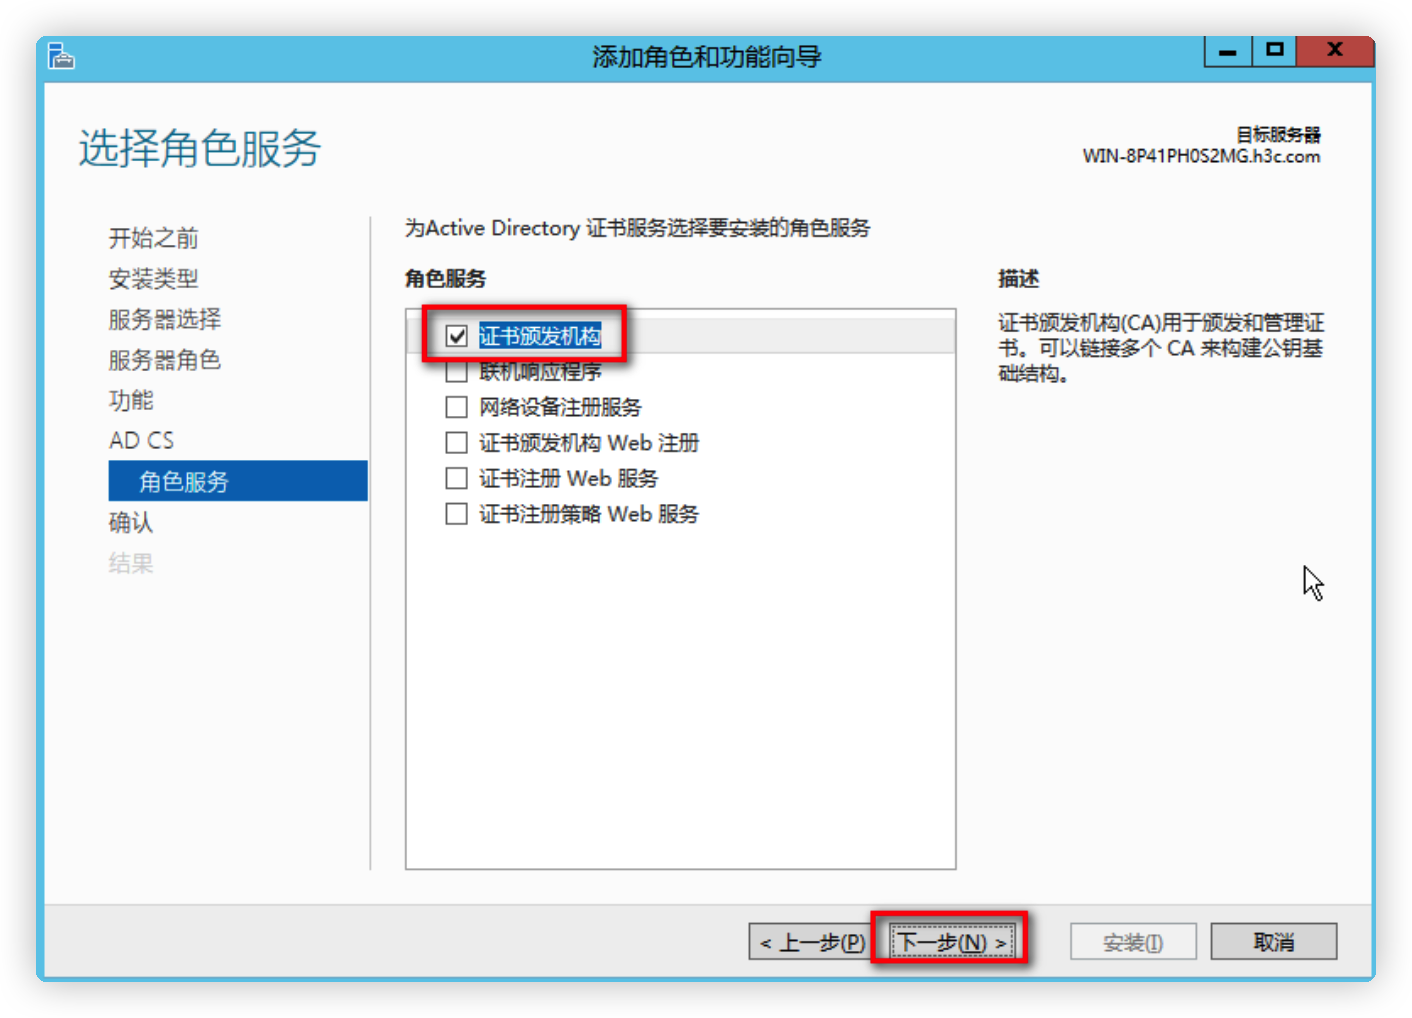 添加角色和功能向导
选择角色服务
目标服务器
WIN-8P41PH0S2MG.h3c.com
开始之前
安装类型
服务器选择
服务器角色
功能
AD CS
角色服务
确认
结果
为Active Directory 证书服务选择要安装的角色服务
角色服务
证书颁发机构
联机响应程序
网络设备注册服务
证书颁发机构 Web 注册
证书注册 Web 服务
证书注册策略 Web 服务
描述
证书颁发机构(CA)用于颁发和管理证
书。可以链接多个 CA 来构建公钥基
础结构。
< 上一步(P)
下一步(N) >
安装(I)
取消